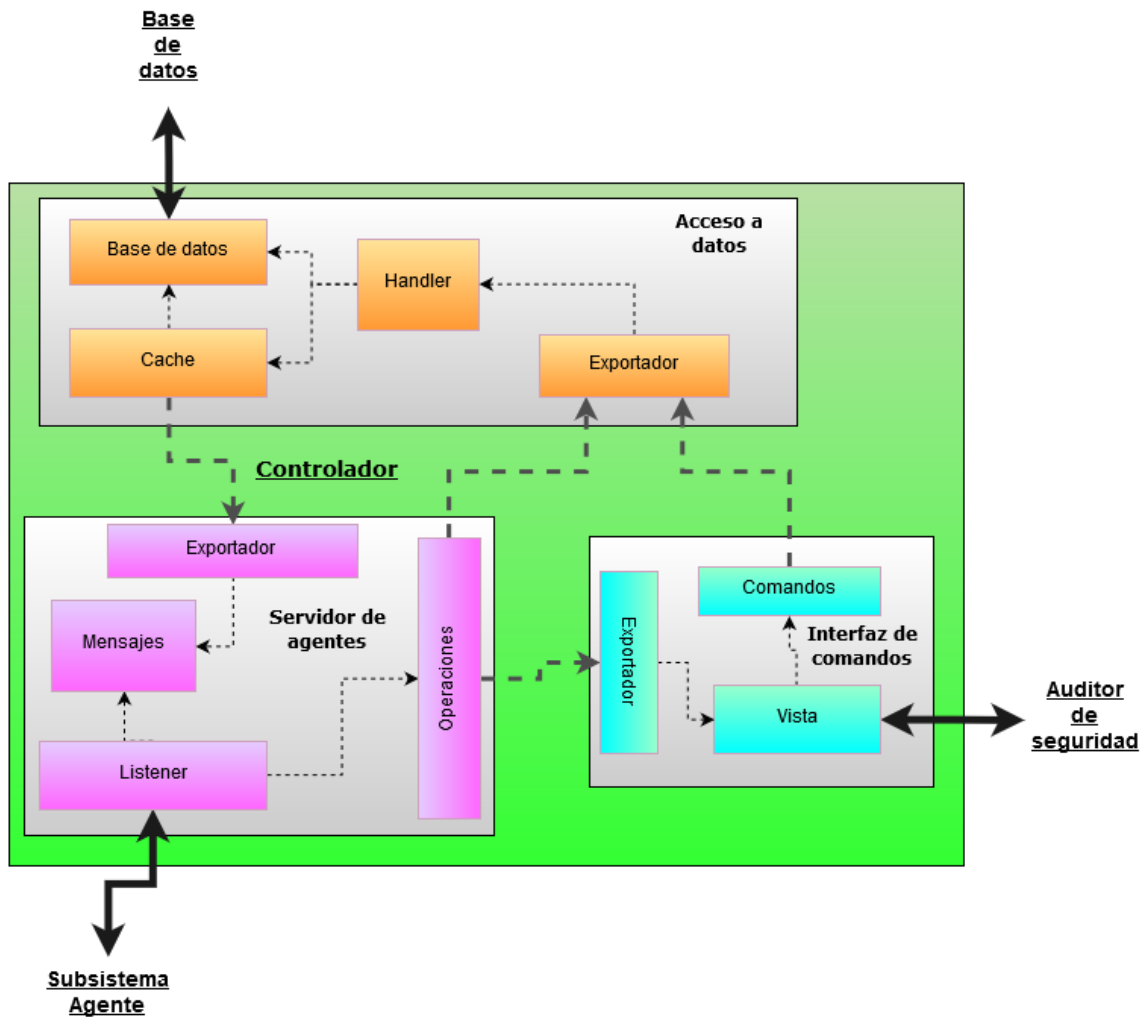 Base
de
datos
Acceso a
datos
Base de datos
Handler
Cache
Exportador
Controlador
Exportador
Mensajes
Servidor de
agentes
Operaciones
Listener
Comandos
Exportador
Interfaz de
comandos
Vista
Auditor
de
seguridad
Subsistema
Agente